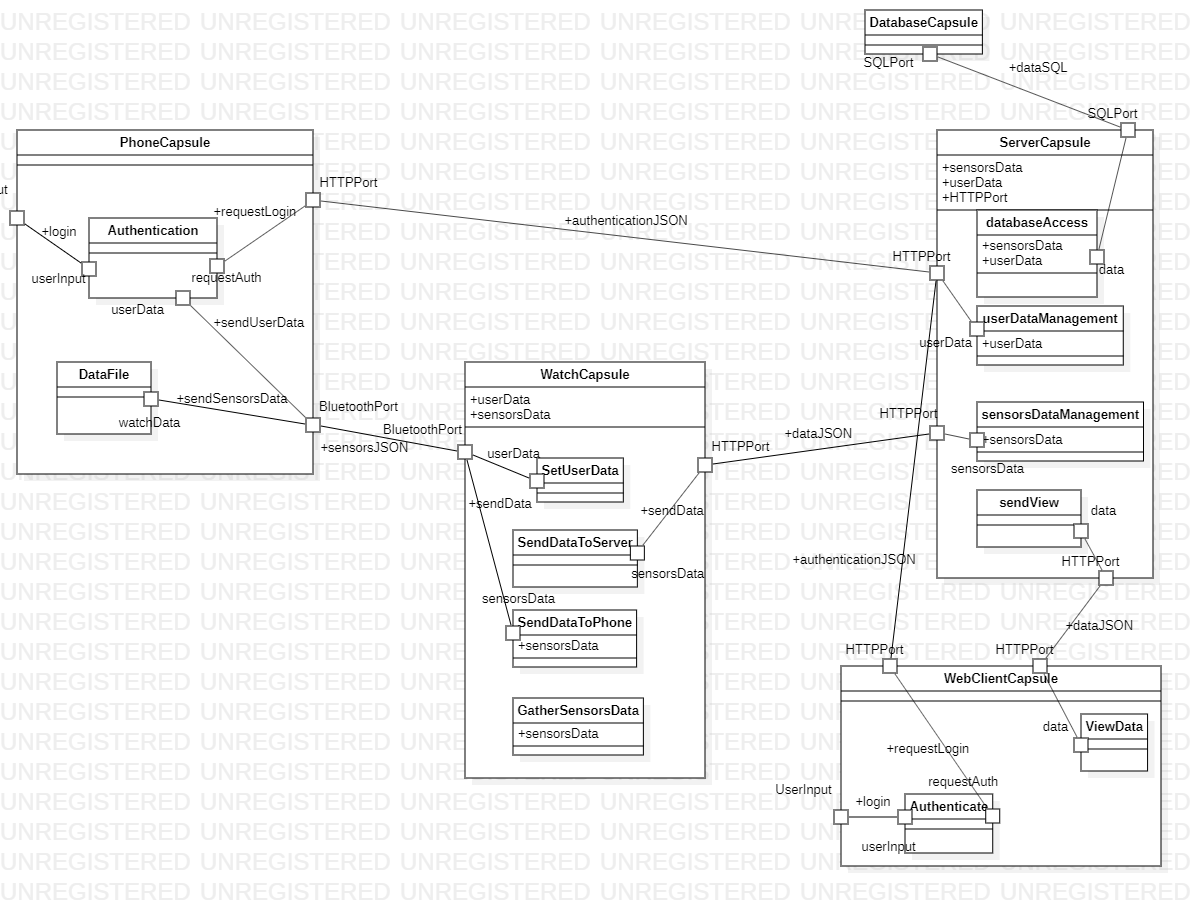 DatabaseCapsule
SQLPort
+dataSQL
SQLPort
PhoneCapsule
ut
HTTPPort
+requestLogin
+login
Authentication
userInput
requestAuth
userData
+sendUserData
DataFile
+sendSensorsData
watchData
BluetoothPort
+authenticationJSON
ServerCapsule
+sensorsData
+userData
+HTTPPort
databaseAccess
+sensorsData
+userData
data
HTTPPort
userDataManagement
+userData
userData
HTTPPort
sensorsDataManagement
+sensorsData
sensorsData
sendView
data
HTTPPort
BluetoothPort
+sensorsJSON
WatchCapsule
+userData
+sensorsData
userData
SetUserData
+sendData
HTTPPort
+dataJSON
+sendData
SendDataToServer
sensorsData
sensorsData
SendDataToPhone
+sensorsData
GatherSensorsData
+sensorsData
+authenticationJSON
+dataJSON
HTTPPort
HTTPPort
WebClientCapsule
data
ViewData
+requestLogin
requestAuth
UserInput
+login
Authenticate
userInput
UNREGISTERED UNREGISTERED UNREGISTERED UNREGISTERED UNREGISTERED UNREGISTERED